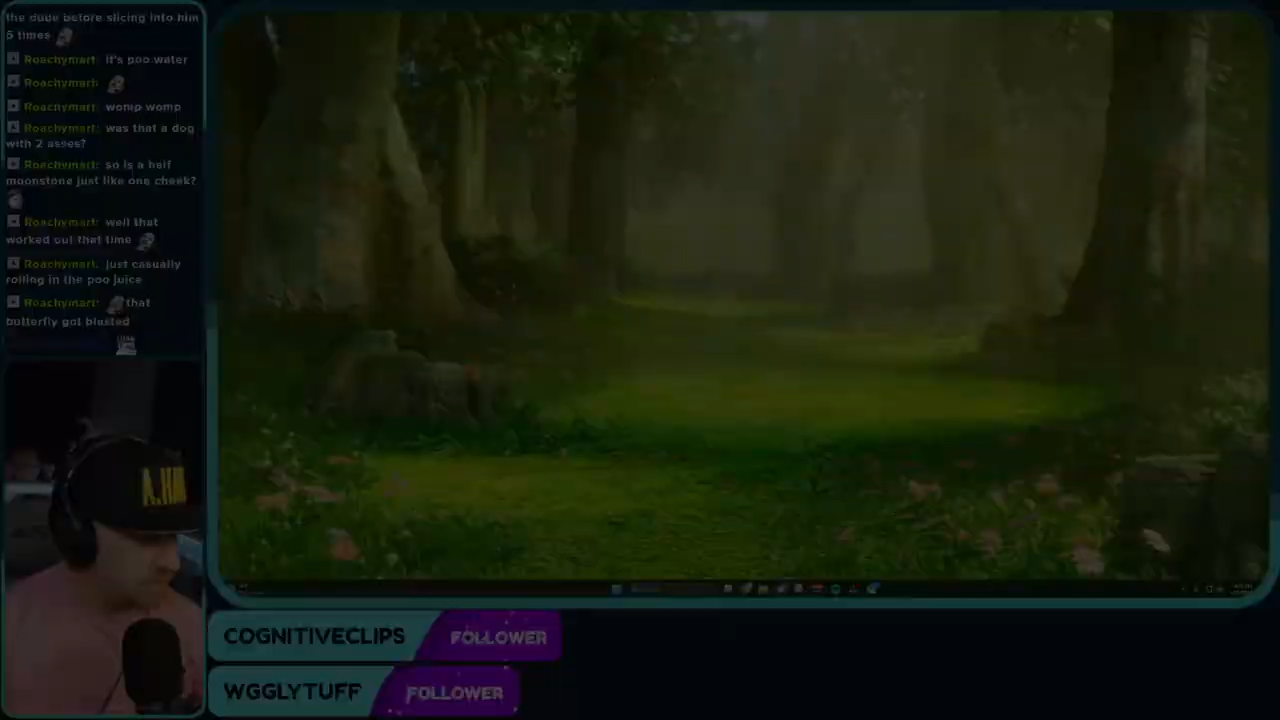 the dude before slicing into him
5 times
Roachymart: it's poo water
Roachymart:
Roachymart: womp womp
Roachymart: was that a dog
with 2 asses?
Roachymart: so is a half
moonstone just like one cheek?
Roachymart: well that
worked out that time
Roachymart: just casually
rolling in the poo juice
Roachymart: that
butterfly got blasted
COGNITIVECLIPS FOLLOWER
WGGLYTUFF FOLLOWER